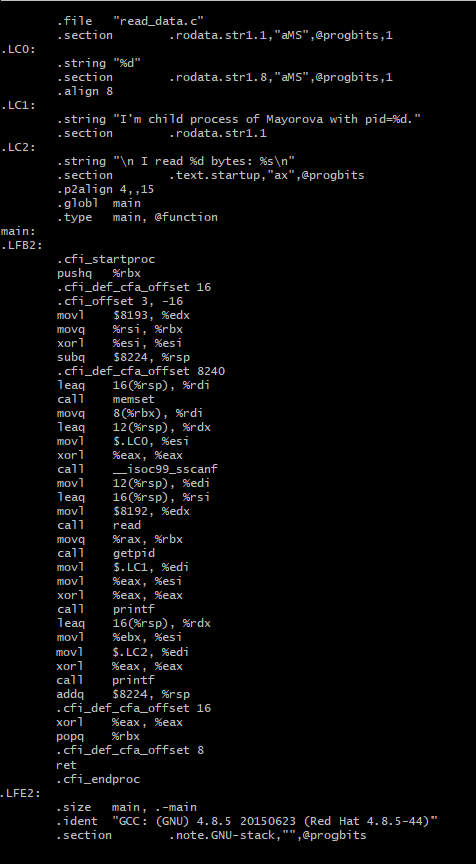 .file "read_data.c"
.section .rodata.str1.1,"aMS",@progbits,1
.LC0:
.string "%d"
.section .rodata.str1.8,"aMS",@progbits,1
.align 8
.LC1:
.string "I'm child process of Mayorova with pid=%d."
.section .rodata.str1.1
.LC2:
.string "\n I read %d bytes: %s\n"
.section .text.startup,"ax",@progbits
.p2align 4,,15
.globl main
.type main, @function
main:
.LFB2:
.cfi_startproc
pushq %rbx
.cfi_def_cfa_offset 16
.cfi_offset 3, -16
movl $8193, %edx
movq %rsi, %rbx
xorl %esi, %esi
subq $8224, %rsp
.cfi_def_cfa_offset 8240
leaq 16(%rsp), %rdi
call memset
movq 8(%rbx), %rdi
leaq 12(%rsp), %rdx
movl $.LC0, %esi
xorl %eax, %eax
call __isoc99_sscanf
movl 12(%rsp), %edi
leaq 16(%rsp), %rsi
movl $8192, %edx
call read
movq %rax, %rbx
call getpid
movl $.LC1, %edi
movl %eax, %esi
xorl %eax, %eax
call printf
leaq 16(%rsp), %rdx
movl %ebx, %esi
movl $.LC2, %edi
xorl %eax, %eax
call printf
addq $8224, %rsp
.cfi_def_cfa_offset 16
xorl %eax, %eax
popq %rbx
.cfi_def_cfa_offset 8
ret
.cfi_endproc
.LFE2:
.size main, .-main
.ident "GCC: (GNU) 4.8.5 20150623 (Red Hat 4.8.5-44)"
.section .note.GNU-stack,"",@progbits